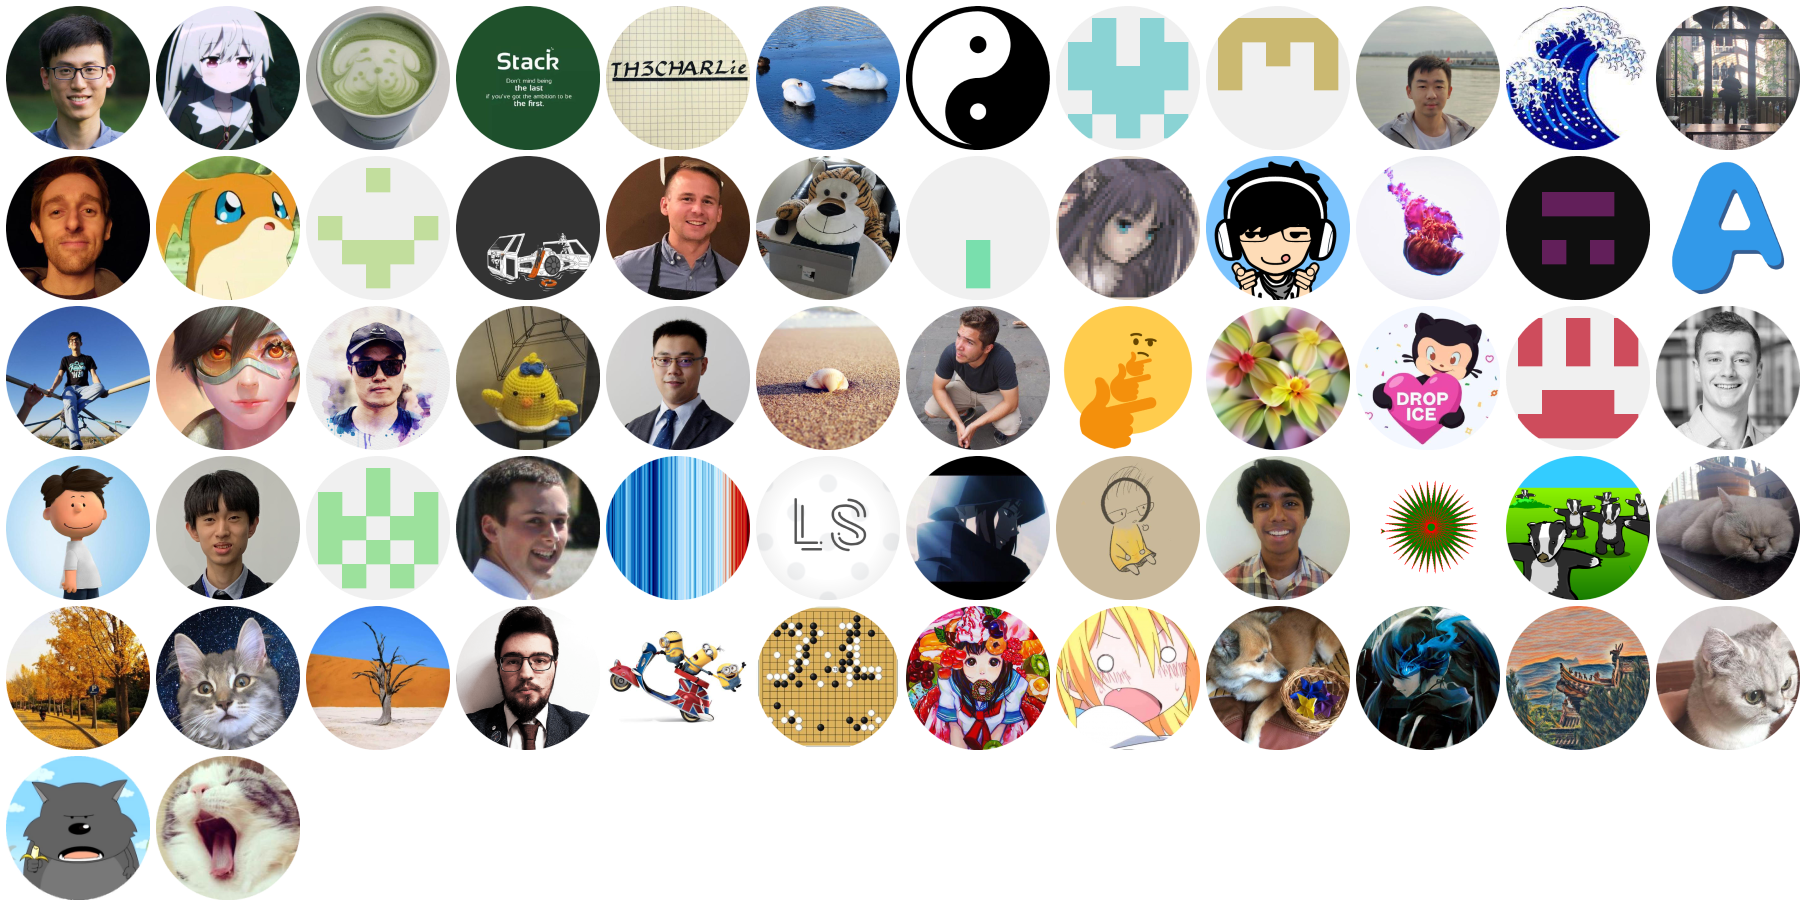 Stack
Don't mind being
the last
if you've got the ambition to be
the first.
TH3CHARLie
DROP
ICE
LS